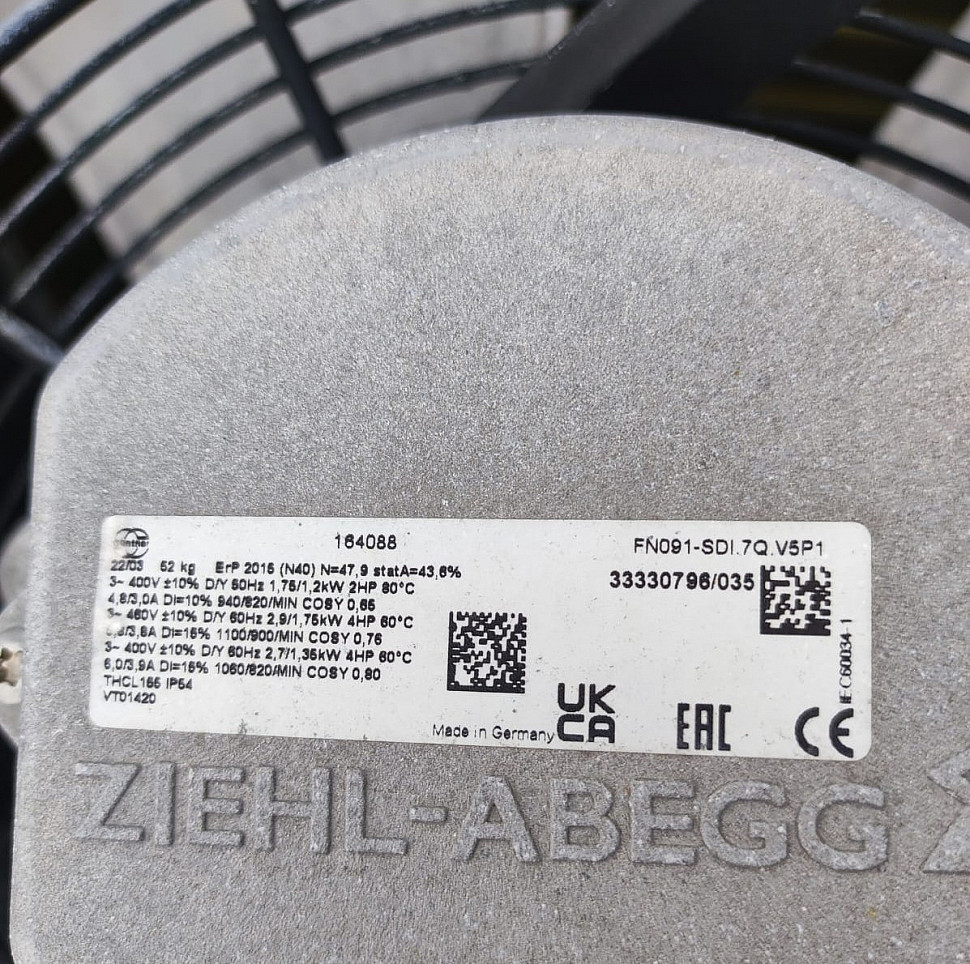 güntner
164088
FN091-SDI.7Q.V5P1
22/03 52 kg ErP 2015 (N40) N=47,9 statA=43,6%
33330796/035
3~ 400V ±10% D/Y 50Hz 1,75/1,2kW 2HP 60°C
4,8/3,0A DI=10% 940/820/MIN COSY 0,65
3~ 460V ±10% D/Y 60Hz 2,9/1,75kW 4HP 60°C
DI=15% 1100/900/MIN COSY 0,76
3~ 400V ±10% D/Y 60Hz 2,7/1,35kW 4HP 60°C
6,0/3,9A DI=15% 1060/820/MIN COSY 0,80
THCL155 IP54
VT01420
Made in Germany
UK
CA
EAC
CE
IEC60034-1
ZIEHL-ABEGG